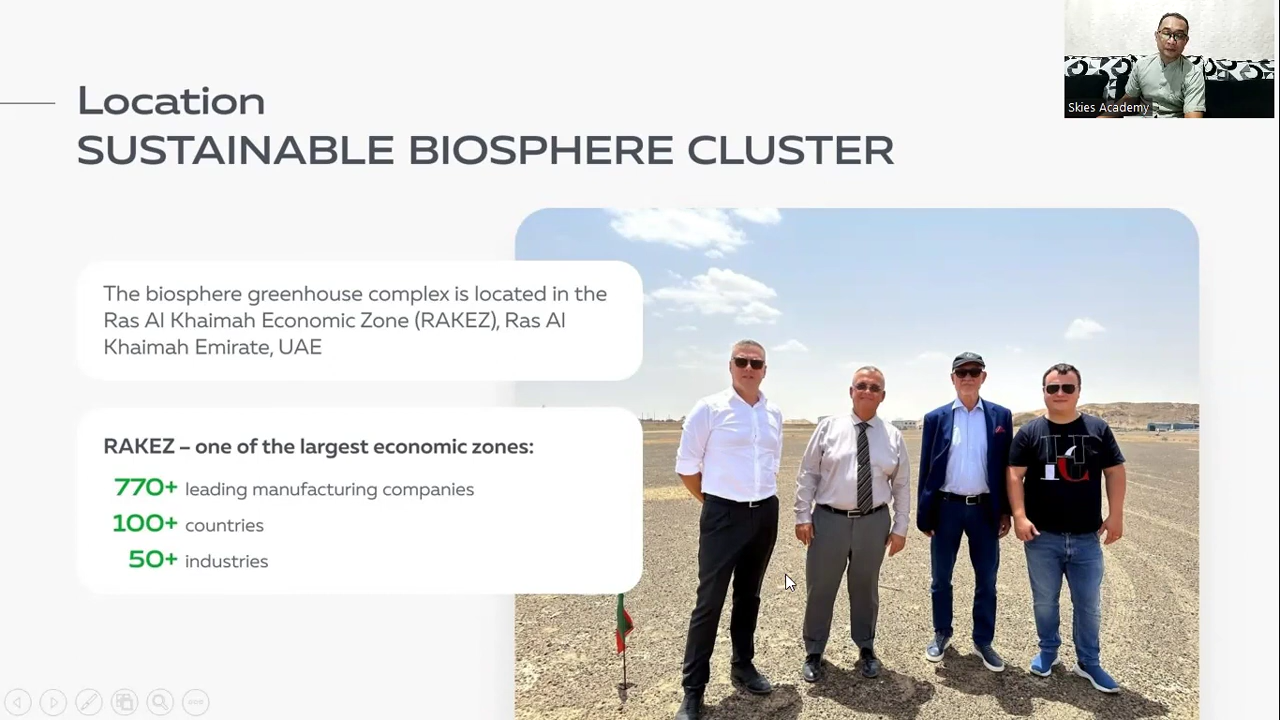 Location
SUSTAINABLE BIOSPHERE CLUSTER
The biosphere greenhouse complex is located in the
Ras Al Khaimah Economic Zone (RAKEZ), Ras Al
Khaimah Emirate, UAE
RAKEZ – one of the largest economic zones:
770+ leading manufacturing companies
100+ countries
50+ industries
Skies Academy